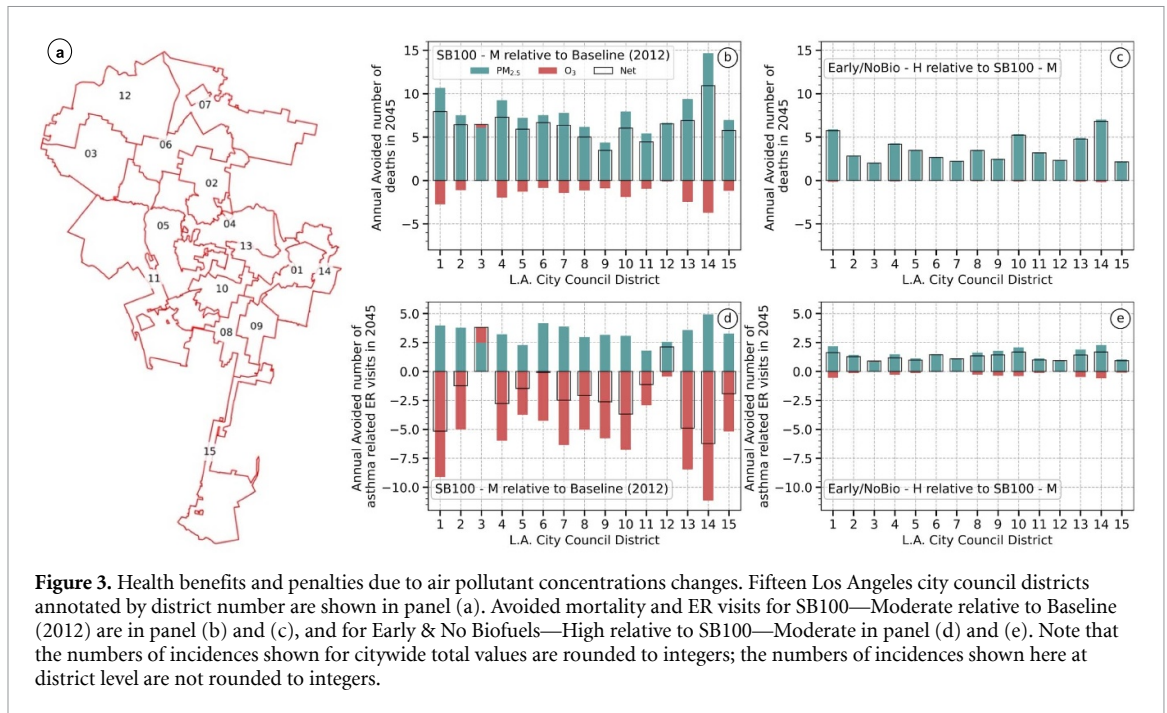 a
12
07
03
06
02
05
04
13
01
14
11
10
08
09
15
SB100 - M relative to Baseline (2012)
b
PM2.5 O3 Net
15
10
5
0
−5
Annual Avoided number of
deaths in 2045
1 2 3 4 5 6 7 8 9 10 11 12 13 14 15
L.A. City Council District
Early/NoBio - H relative to SB100 - M
c
15
10
5
0
−5
Annual Avoided number of
deaths in 2045
1 2 3 4 5 6 7 8 9 10 11 12 13 14 15
L.A. City Council District
d
5.0
2.5
0.0
−2.5
−5.0
−7.5
−10.0
Annual Avoided number of
asthma related ER visits in 2045
SB100 - M relative to Baseline (2012)
1 2 3 4 5 6 7 8 9 10 11 12 13 14 15
L.A. City Council District
e
5.0
2.5
0.0
−2.5
−5.0
−7.5
−10.0
Annual Avoided number of
asthma related ER visits in 2045
Early/NoBio - H relative to SB100 - M
1 2 3 4 5 6 7 8 9 10 11 12 13 14 15
L.A. City Council District
Figure 3. Health benefits and penalties due to air pollutant concentrations changes. Fifteen Los Angeles city council districts
annotated by district number are shown in panel (a). Avoided mortality and ER visits for SB100—Moderate relative to Baseline
(2012) are in panel (b) and (c), and for Early & No Biofuels—High relative to SB100—Moderate in panel (d) and (e). Note that
the numbers of incidences shown for citywide total values are rounded to integers; the numbers of incidences shown here at
district level are not rounded to integers.